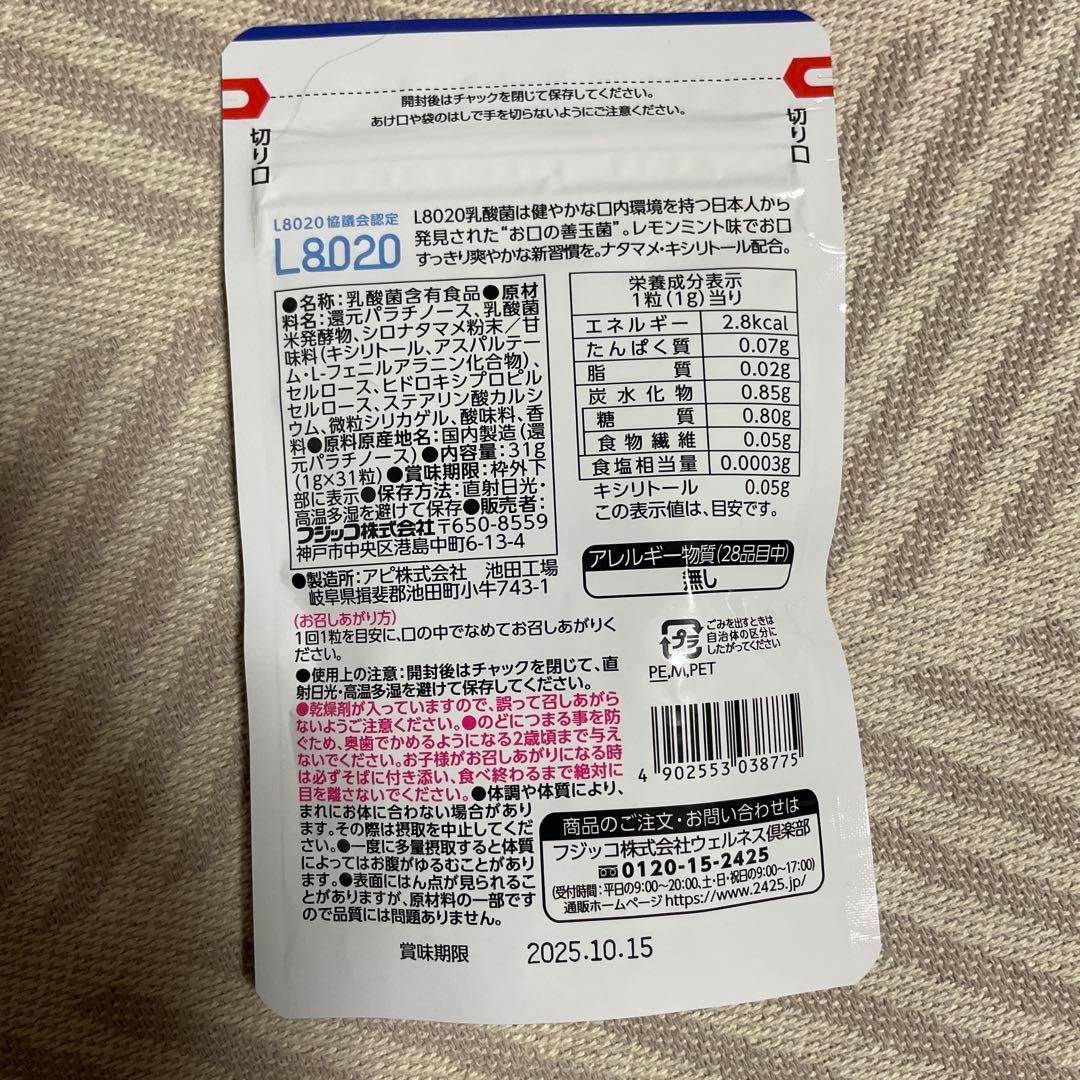 開封後はチャックを閉じて保存してください。
あけ口や袋のはしで手を切らないようにご注意ください。
切り口
切り口
L8020協議会認定
L8020
L8020乳酸菌は健やかな口内環境を持つ日本人から
発見された“お口の善玉菌”。レモンミント味でお口
すっきり爽やかな新習慣を。ナタマメ・キシリトール配合。
●名称：乳酸菌含有食品●原材
料名：還元パラチノース、乳酸菌
米発酵物、シロナタマメ粉末／甘
味料(キシリトール、アスパルテー
ム・L-フェニルアラニン化合物)、
セルロース、ヒドロキシプロピル
セルロース、ステアリン酸カルシ
ウム、微粒シリカゲル、酸味料、香
料●原料原産地名：国内製造(還
元パラチノース)●内容量：31g
(1g×31粒)●賞味期限：枠外下
部に表示●保存方法：直射日光・
高温多湿を避けて保存●販売者：
フジッコ株式会社〒650-8559
神戸市中央区港島中町6-13-4
●製造所：アピ株式会社 池田工場
岐阜県揖斐郡池田町小牛743-1
栄養成分表示
1粒(1g)当り
エネルギー 2.8kcal
たんぱく質 0.07g
脂質 0.02g
炭水化物 0.85g
糖質 0.80g
食物繊維 0.05g
食塩相当量 0.0003g
キシリトール 0.05g
この表示値は、目安です。
アレルギー物質(28品目中)
無し
(お召しあがり方)
1回1粒を目安に、口の中でなめてお召しあがりく
ださい。
●使用上の注意：開封後はチャックを閉じて、直
射日光・高温多湿を避けて保存してください。
●乾燥剤が入っていますので、誤って召しあがら
ないようご注意ください。●のどにつまる事を防
ぐため、奥歯でかめるようになる2歳頃まで与え
ないでください。お子様がお召しあがりになる時
は必ずそばに付き添い、食べ終わるまで絶対に
目を離さないでください。●体調や体質により、
まれにお体に合わない場合があり
ます。その際は摂取を中止してくだ
さい。●一度に多量摂取すると体質
によってはお腹がゆるむことがあり
ます。●表面にはん点が見られるこ
とがありますが、原材料の一部です
ので品質には問題ありません。
プラ
ごみを出すときは
自治体の区分に
したがってください
PE,M,PET
4 902553 038775
商品のご注文・お問い合わせは
フジッコ株式会社ウェルネス倶楽部
0120-15-2425
(受付時間：平日の9:00～20:00、土・日・祝日の9:00～17:00)
通販ホームページ https://www.2425.jp/
賞味期限 2025.10.15